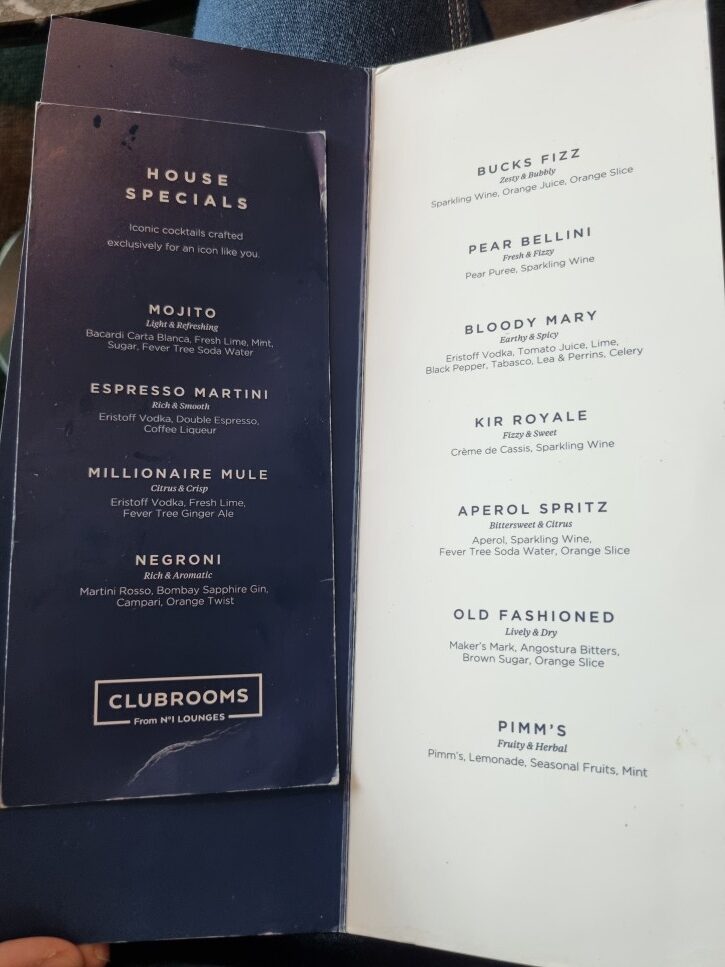 HOUSE
SPECIALS
Iconic cocktails crafted
exclusively for an icon like you.
MOJITO
Light & Refreshing
Bacardi Carta Blanca, Fresh Lime, Mint,
Sugar, Fever Tree Soda Water
ESPRESSO MARTINI
Rich & Smooth
Eristoff Vodka, Double Espresso,
Coffee Liqueur
MILLIONAIRE MULE
Citrus & Crisp
Eristoff Vodka, Fresh Lime,
Fever Tree Ginger Ale
NEGRONI
Rich & Aromatic
Martini Rosso, Bombay Sapphire Gin,
Campari, Orange Twist
CLUBROOMS
From Nº1 LOUNGES
BUCKS FIZZ
Zesty & Bubbly
Sparkling Wine, Orange Juice, Orange Slice
PEAR BELLINI
Fresh & Fizzy
Pear Puree, Sparkling Wine
BLOODY MARY
Earthy & Spicy
Eristoff Vodka, Tomato Juice, Lime,
Black Pepper, Tabasco, Lea & Perrins, Celery
KIR ROYALE
Fizzy & Sweet
Crème de Cassis, Sparkling Wine
APEROL SPRITZ
Bittersweet & Citrus
Aperol, Sparkling Wine,
Fever Tree Soda Water, Orange Slice
OLD FASHIONED
Lively & Dry
Maker's Mark, Angostura Bitters,
Brown Sugar, Orange Slice
PIMM'S
Fruity & Herbal
Pimm's, Lemonade, Seasonal Fruits, Mint